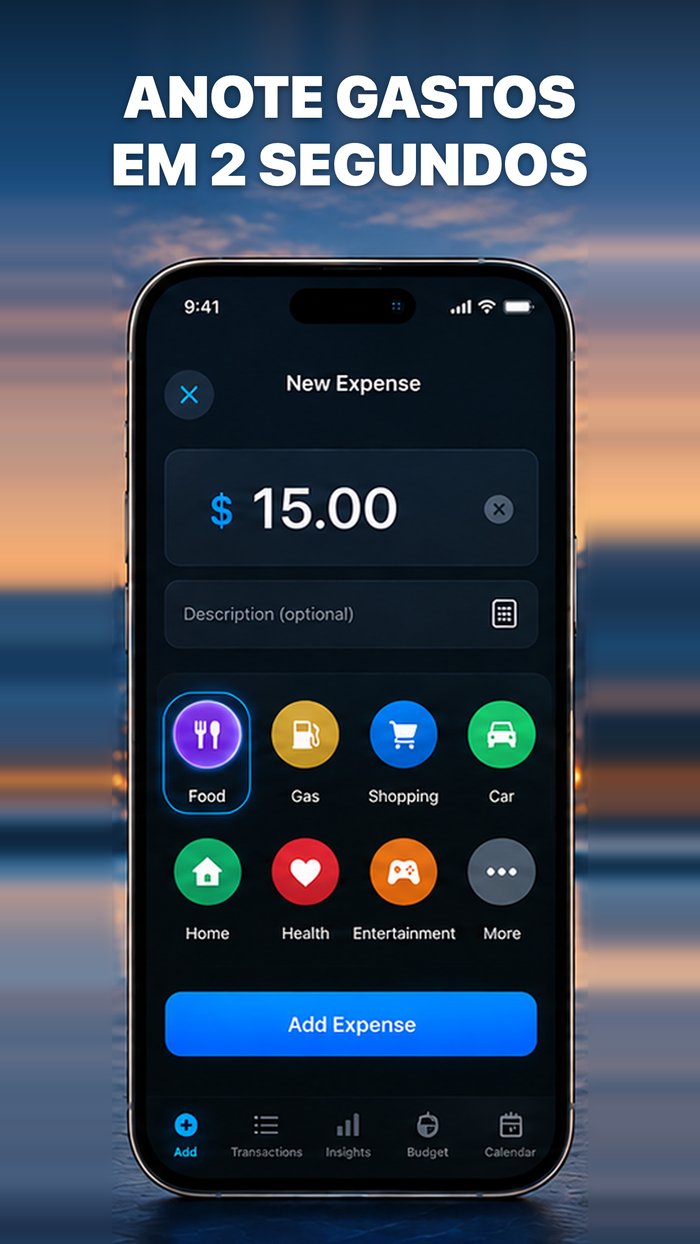 ANOTE GASTOS
EM 2 SEGUNDOS
9:41
New Expense
$ 15.00
Description (optional)
Food Gas Shopping Car
Home Health Entertainment More
Add Expense
Add Transactions Insights Budget Calendar